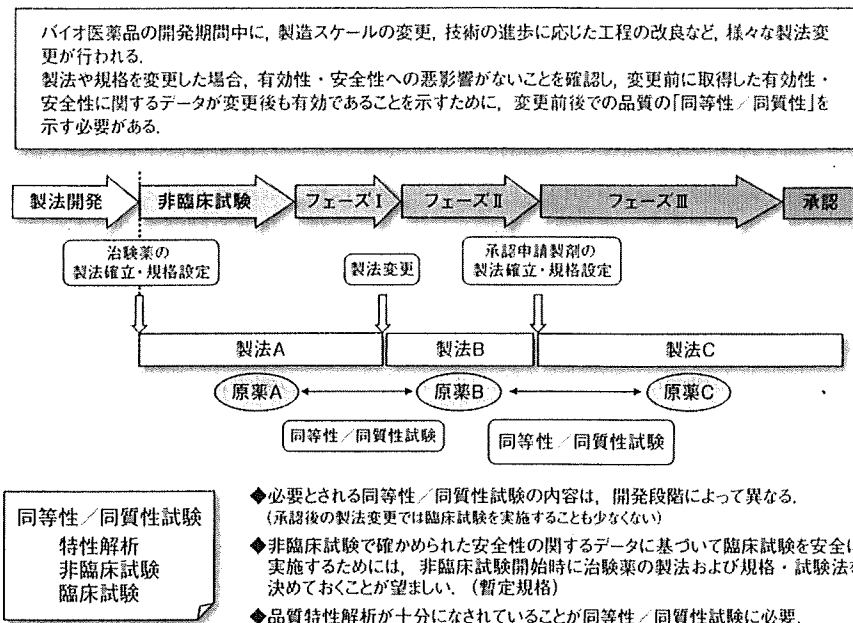 バイオ医薬品の開発期間中に，製造スケールの変更，技術の進歩に応じた工程の改良など，様々な製法変
更が行われる．
製法や規格を変更した場合，有効性・安全性への悪影響がないことを確認し，変更前に取得した有効性・
安全性に関するデータが変更後も有効であることを示すために，変更前後での品質の「同等性／同質性」を
示す必要がある．
製法開発 非臨床試験 フェーズⅠ フェーズⅡ フェーズⅢ 承認
治験薬の
製法確立・規格設定
製法変更
承認申請製剤の
製法確立・規格設定
製法A 製法B 製法C
原薬A 原薬B 原薬C
同等性／同質性試験 同等性／同質性試験
同等性／同質性試験
特性解析
非臨床試験
臨床試験
◆必要とされる同等性／同質性試験の内容は，開発段階によって異なる．
（承認後の製法変更では臨床試験を実施することも少なくない）
◆非臨床試験で確かめられた安全性の関するデータに基づいて臨床試験を安全に
実施するためには，非臨床試験開始時に治験薬の製法および規格・試験法を
決めておくことが望ましい．（暫定規格）
◆品質特性解析が十分になされていることが同等性／同質性試験に必要．